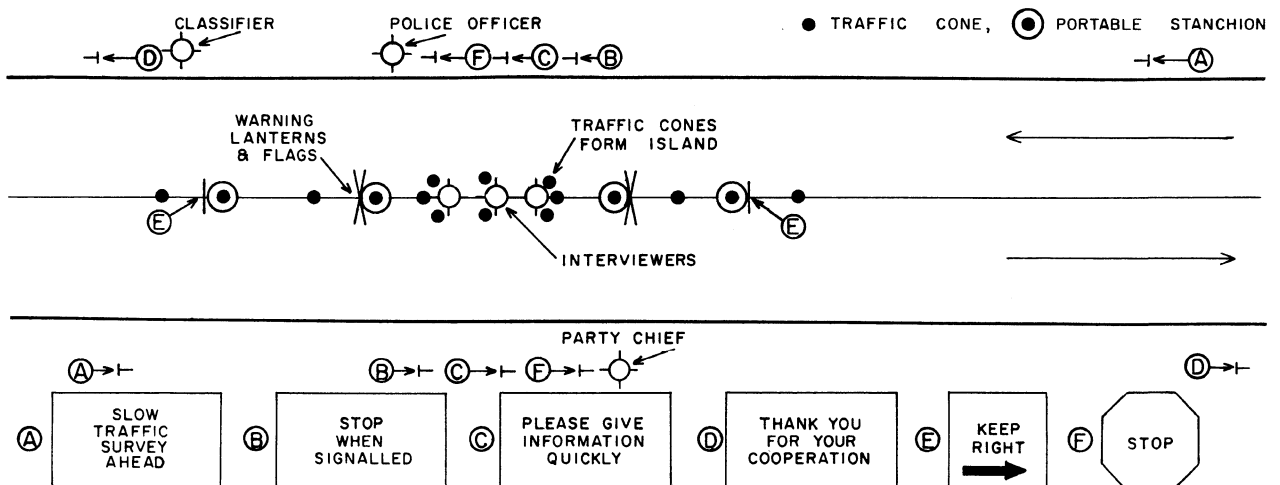 CLASSIFIER
POLICE OFFICER
TRAFFIC CONE, PORTABLE STANCHION
D
F
C
B
A
WARNING
LANTERNS
& FLAGS
TRAFFIC CONES
FORM ISLAND
E
E
INTERVIEWERS
PARTY CHIEF
A
B
C
F
D
A
SLOW
TRAFFIC
SURVEY
AHEAD
B
STOP
WHEN
SIGNALLED
C
PLEASE GIVE
INFORMATION
QUICKLY
D
THANK YOU
FOR YOUR
COOPERATION
E
KEEP
RIGHT
F
STOP